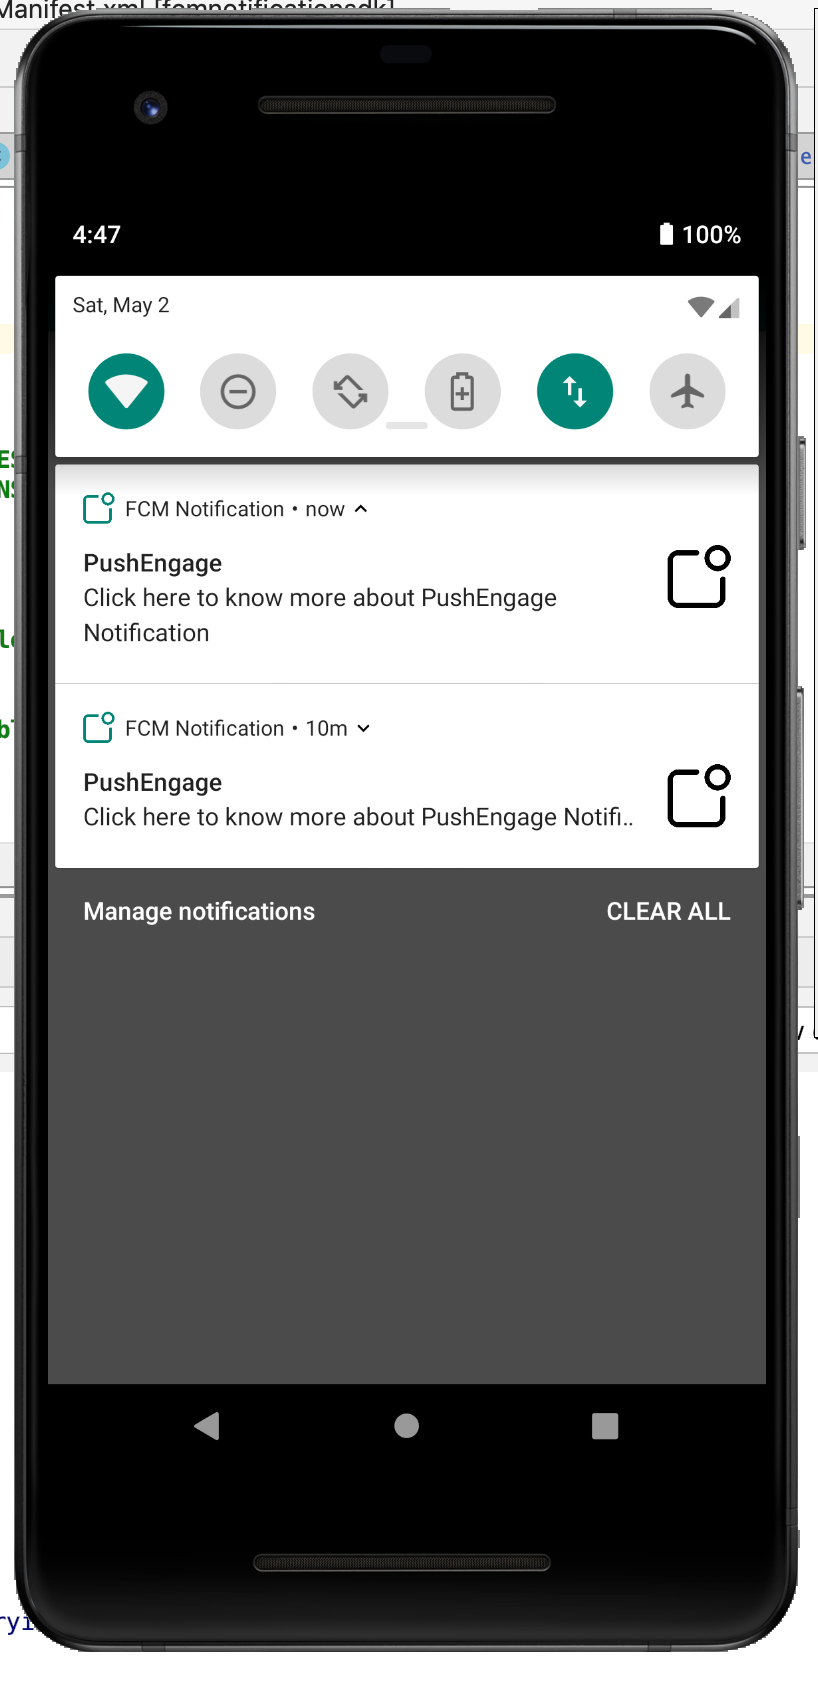 Manifest.xml [fcmnotificationsdk]
4:47
100%
Sat, May 2
FCM Notification • now
PushEngage
Click here to know more about PushEngage
Notification
FCM Notification • 10m
PushEngage
Click here to know more about PushEngage Notifi..
Manage notifications
CLEAR ALL